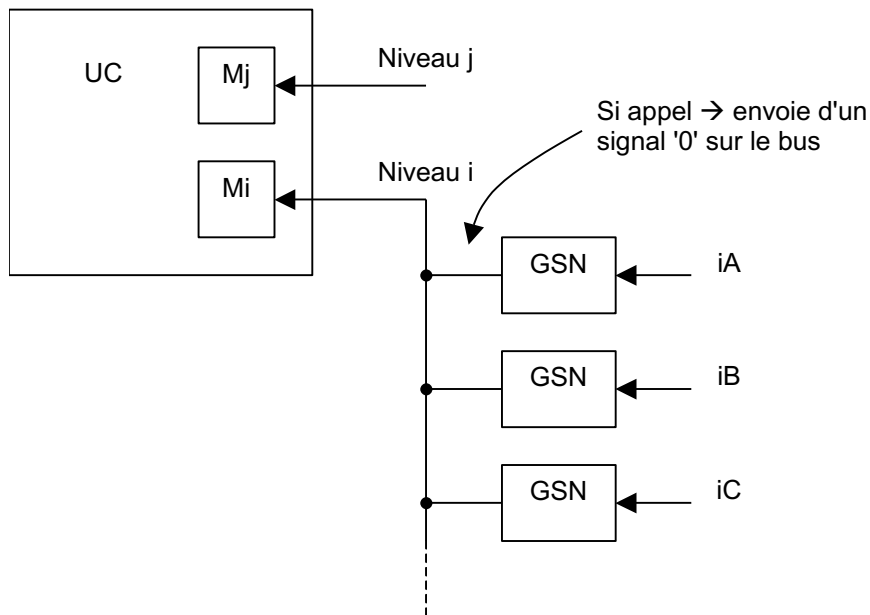 UC
Mj
Niveau j
Si appel → envoie d'un
signal '0' sur le bus
Mi
Niveau i
GSN
iA
GSN
iB
GSN
iC